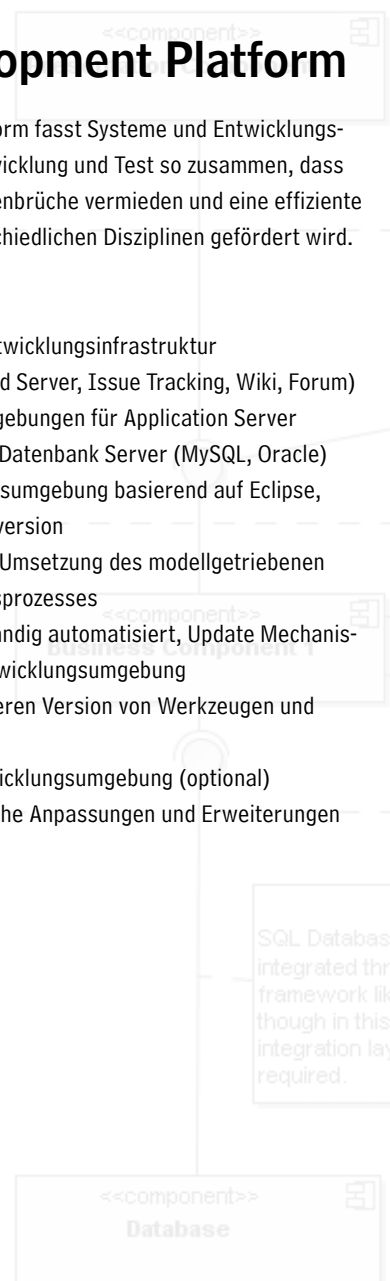 <<component>>
opment Platform
orm fasst Systeme und Entwicklungs-
wicklung und Test so zusammen, dass
enbrüche vermieden und eine effiziente
chiedlichen Disziplinen gefördert wird.
twicklungsinfrastruktur
d Server, Issue Tracking, Wiki, Forum)
gebungen für Application Server
Datenbank Server (MySQL, Oracle)
sumgebung basierend auf Eclipse,
version
Umsetzung des modellgetriebenen
sprozesses
<<component>>
ändig automatisiert, Update Mechanis-
Business Component 1
wicklungsumgebung
eren Version von Werkzeugen und
icklungsumgebung (optional)
che Anpassungen und Erweiterungen
SQL Databas
integrated thr
framework lik
though in this
integration lay
required.
<<component>>
Database